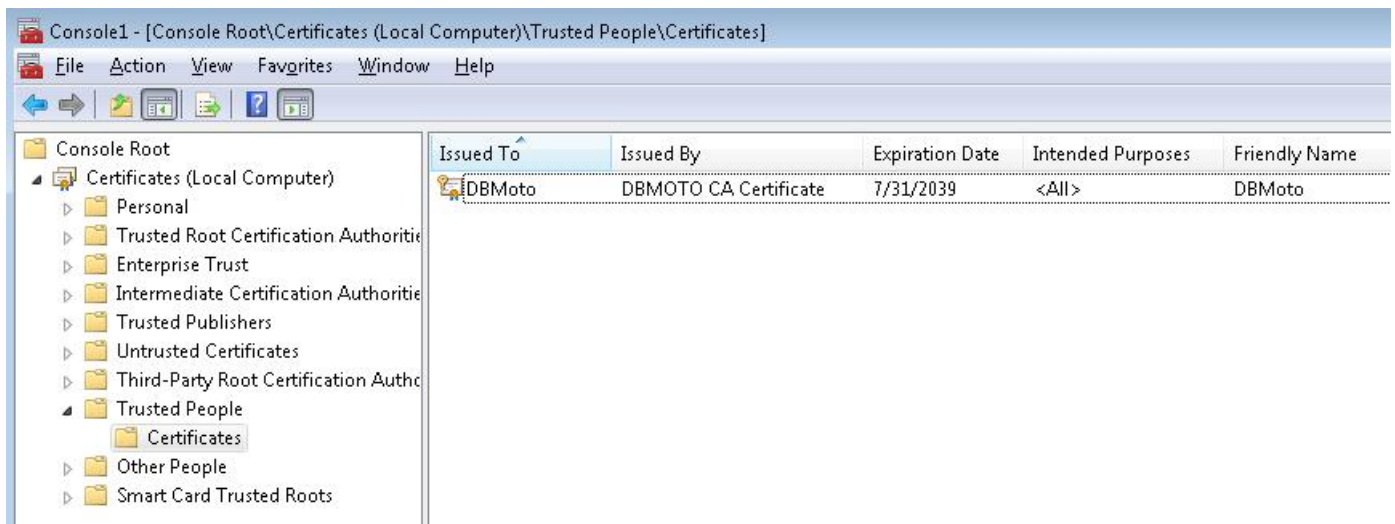 Console1 - [Console Root\Certificates (Local Computer)\Trusted People\Certificates]
File Action View Favorites Window Help
Console Root
Certificates (Local Computer)
Personal
Trusted Root Certification Authoritie
Enterprise Trust
Intermediate Certification Authoritie
Trusted Publishers
Untrusted Certificates
Third-Party Root Certification Autho
Trusted People
Certificates
Other People
Smart Card Trusted Roots
Issued To Issued By Expiration Date Intended Purposes Friendly Name
DBMoto DBMOTO CA Certificate 7/31/2039 <All> DBMoto